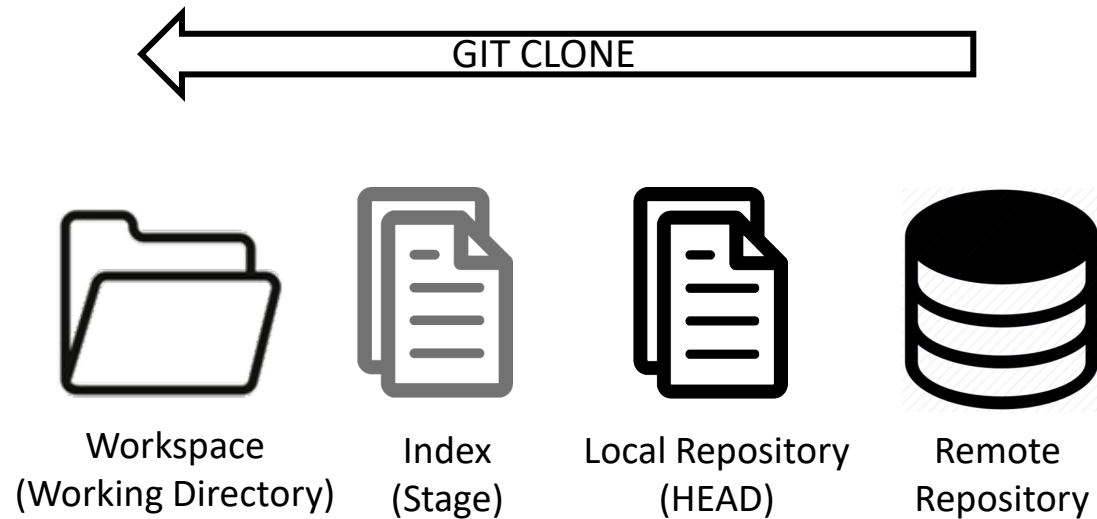 GIT CLONE
Workspace
(Working Directory)
Index
(Stage)
Local Repository
(HEAD)
Remote
Repository